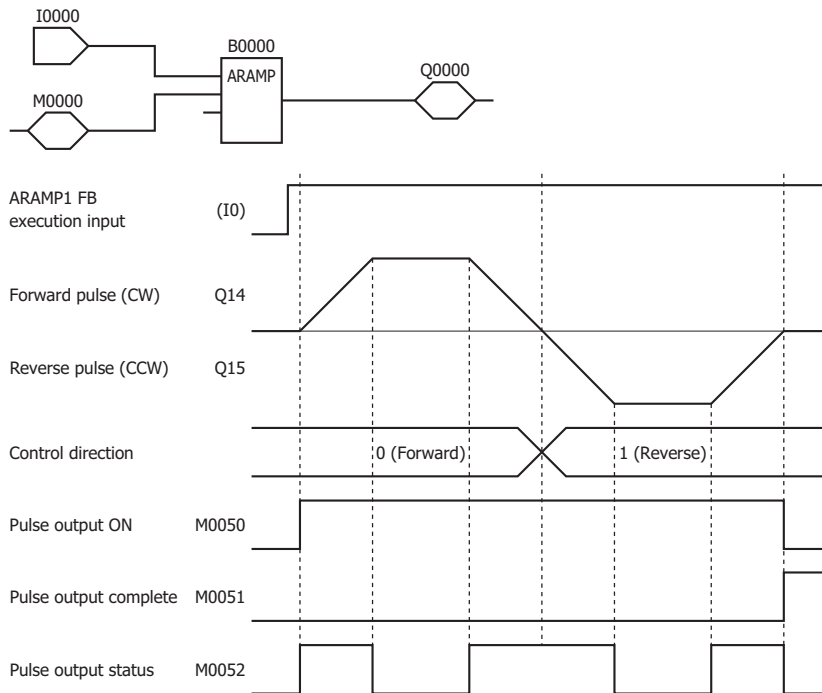 I0000
B0000
ARAMP
Q0000
M0000
ARAMP1 FB
execution input
(I0)
Forward pulse (CW) Q14
Reverse pulse (CCW) Q15
Control direction 0 (Forward) 1 (Reverse)
Pulse output ON M0050
Pulse output complete M0051
Pulse output status M0052